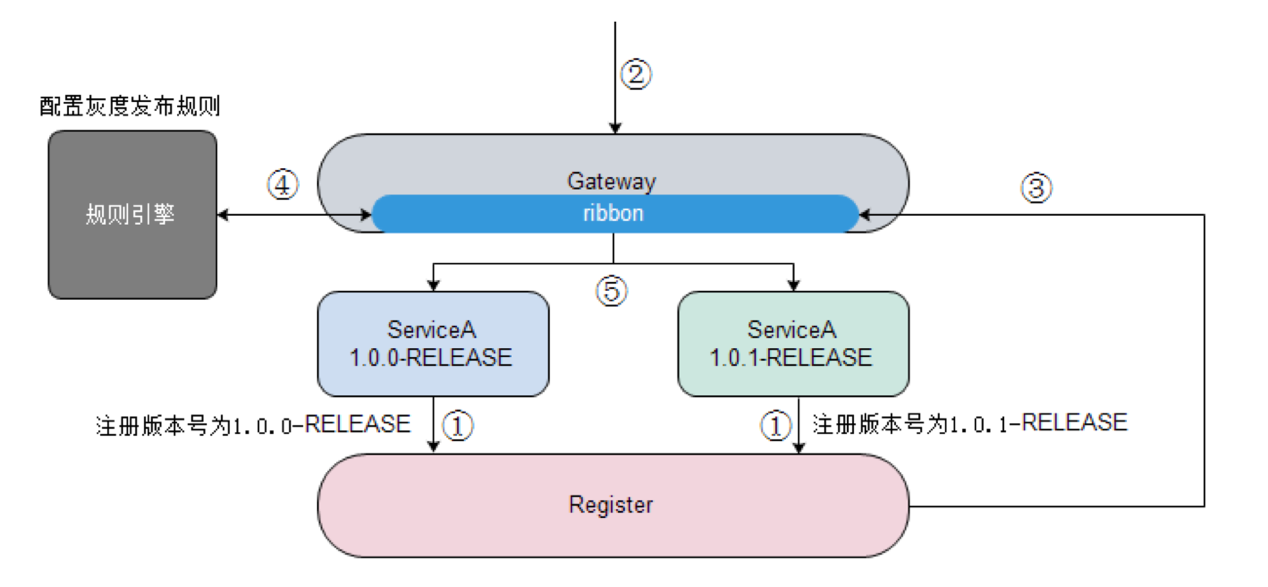 ②
配置灰度发布规则
规则引擎
④
Gateway
ribbon
③
⑤
ServiceA
1.0.0-RELEASE
ServiceA
1.0.1-RELEASE
注册版本号为1.0.0-RELEASE
①
①
注册版本号为1.0.1-RELEASE
Register